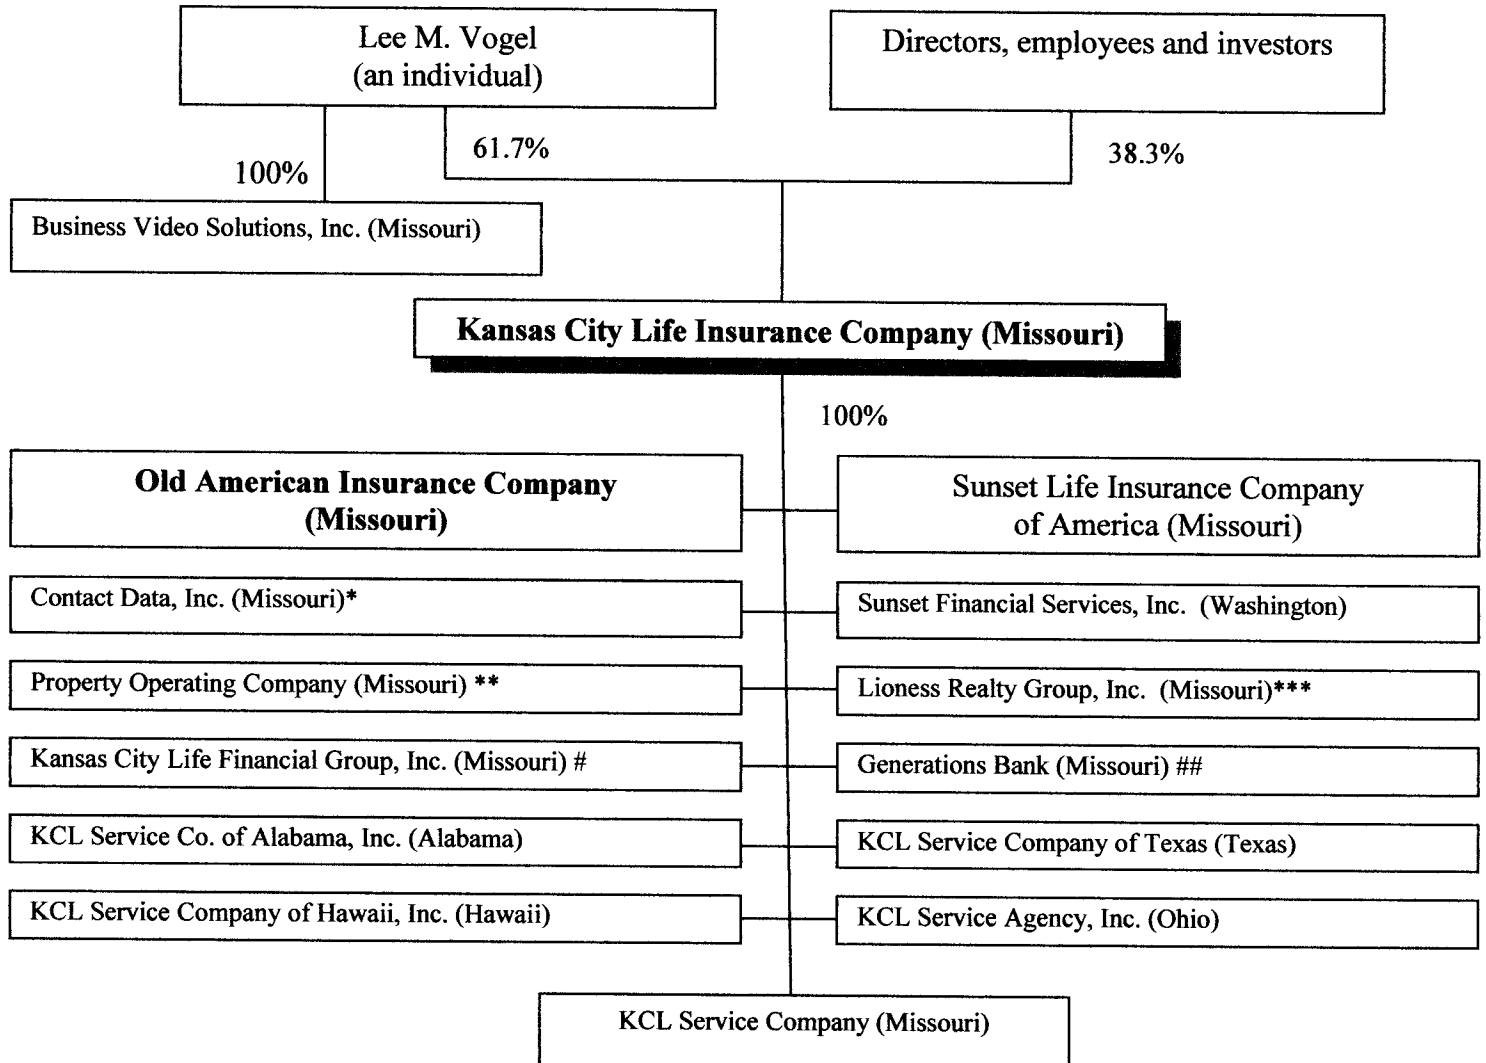 Lee M. Vogel
(an individual)
Directors, employees and investors
100%
61.7%
38.3%
Business Video Solutions, Inc. (Missouri)
Kansas City Life Insurance Company (Missouri)
100%
Old American Insurance Company
(Missouri)
Sunset Life Insurance Company
of America (Missouri)
Contact Data, Inc. (Missouri)*
Sunset Financial Services, Inc. (Washington)
Property Operating Company (Missouri) **
Lioness Realty Group, Inc. (Missouri)***
Kansas City Life Financial Group, Inc. (Missouri) #
Generations Bank (Missouri) ##
KCL Service Co. of Alabama, Inc. (Alabama)
KCL Service Company of Texas (Texas)
KCL Service Company of Hawaii, Inc. (Hawaii)
KCL Service Agency, Inc. (Ohio)
KCL Service Company (Missouri)